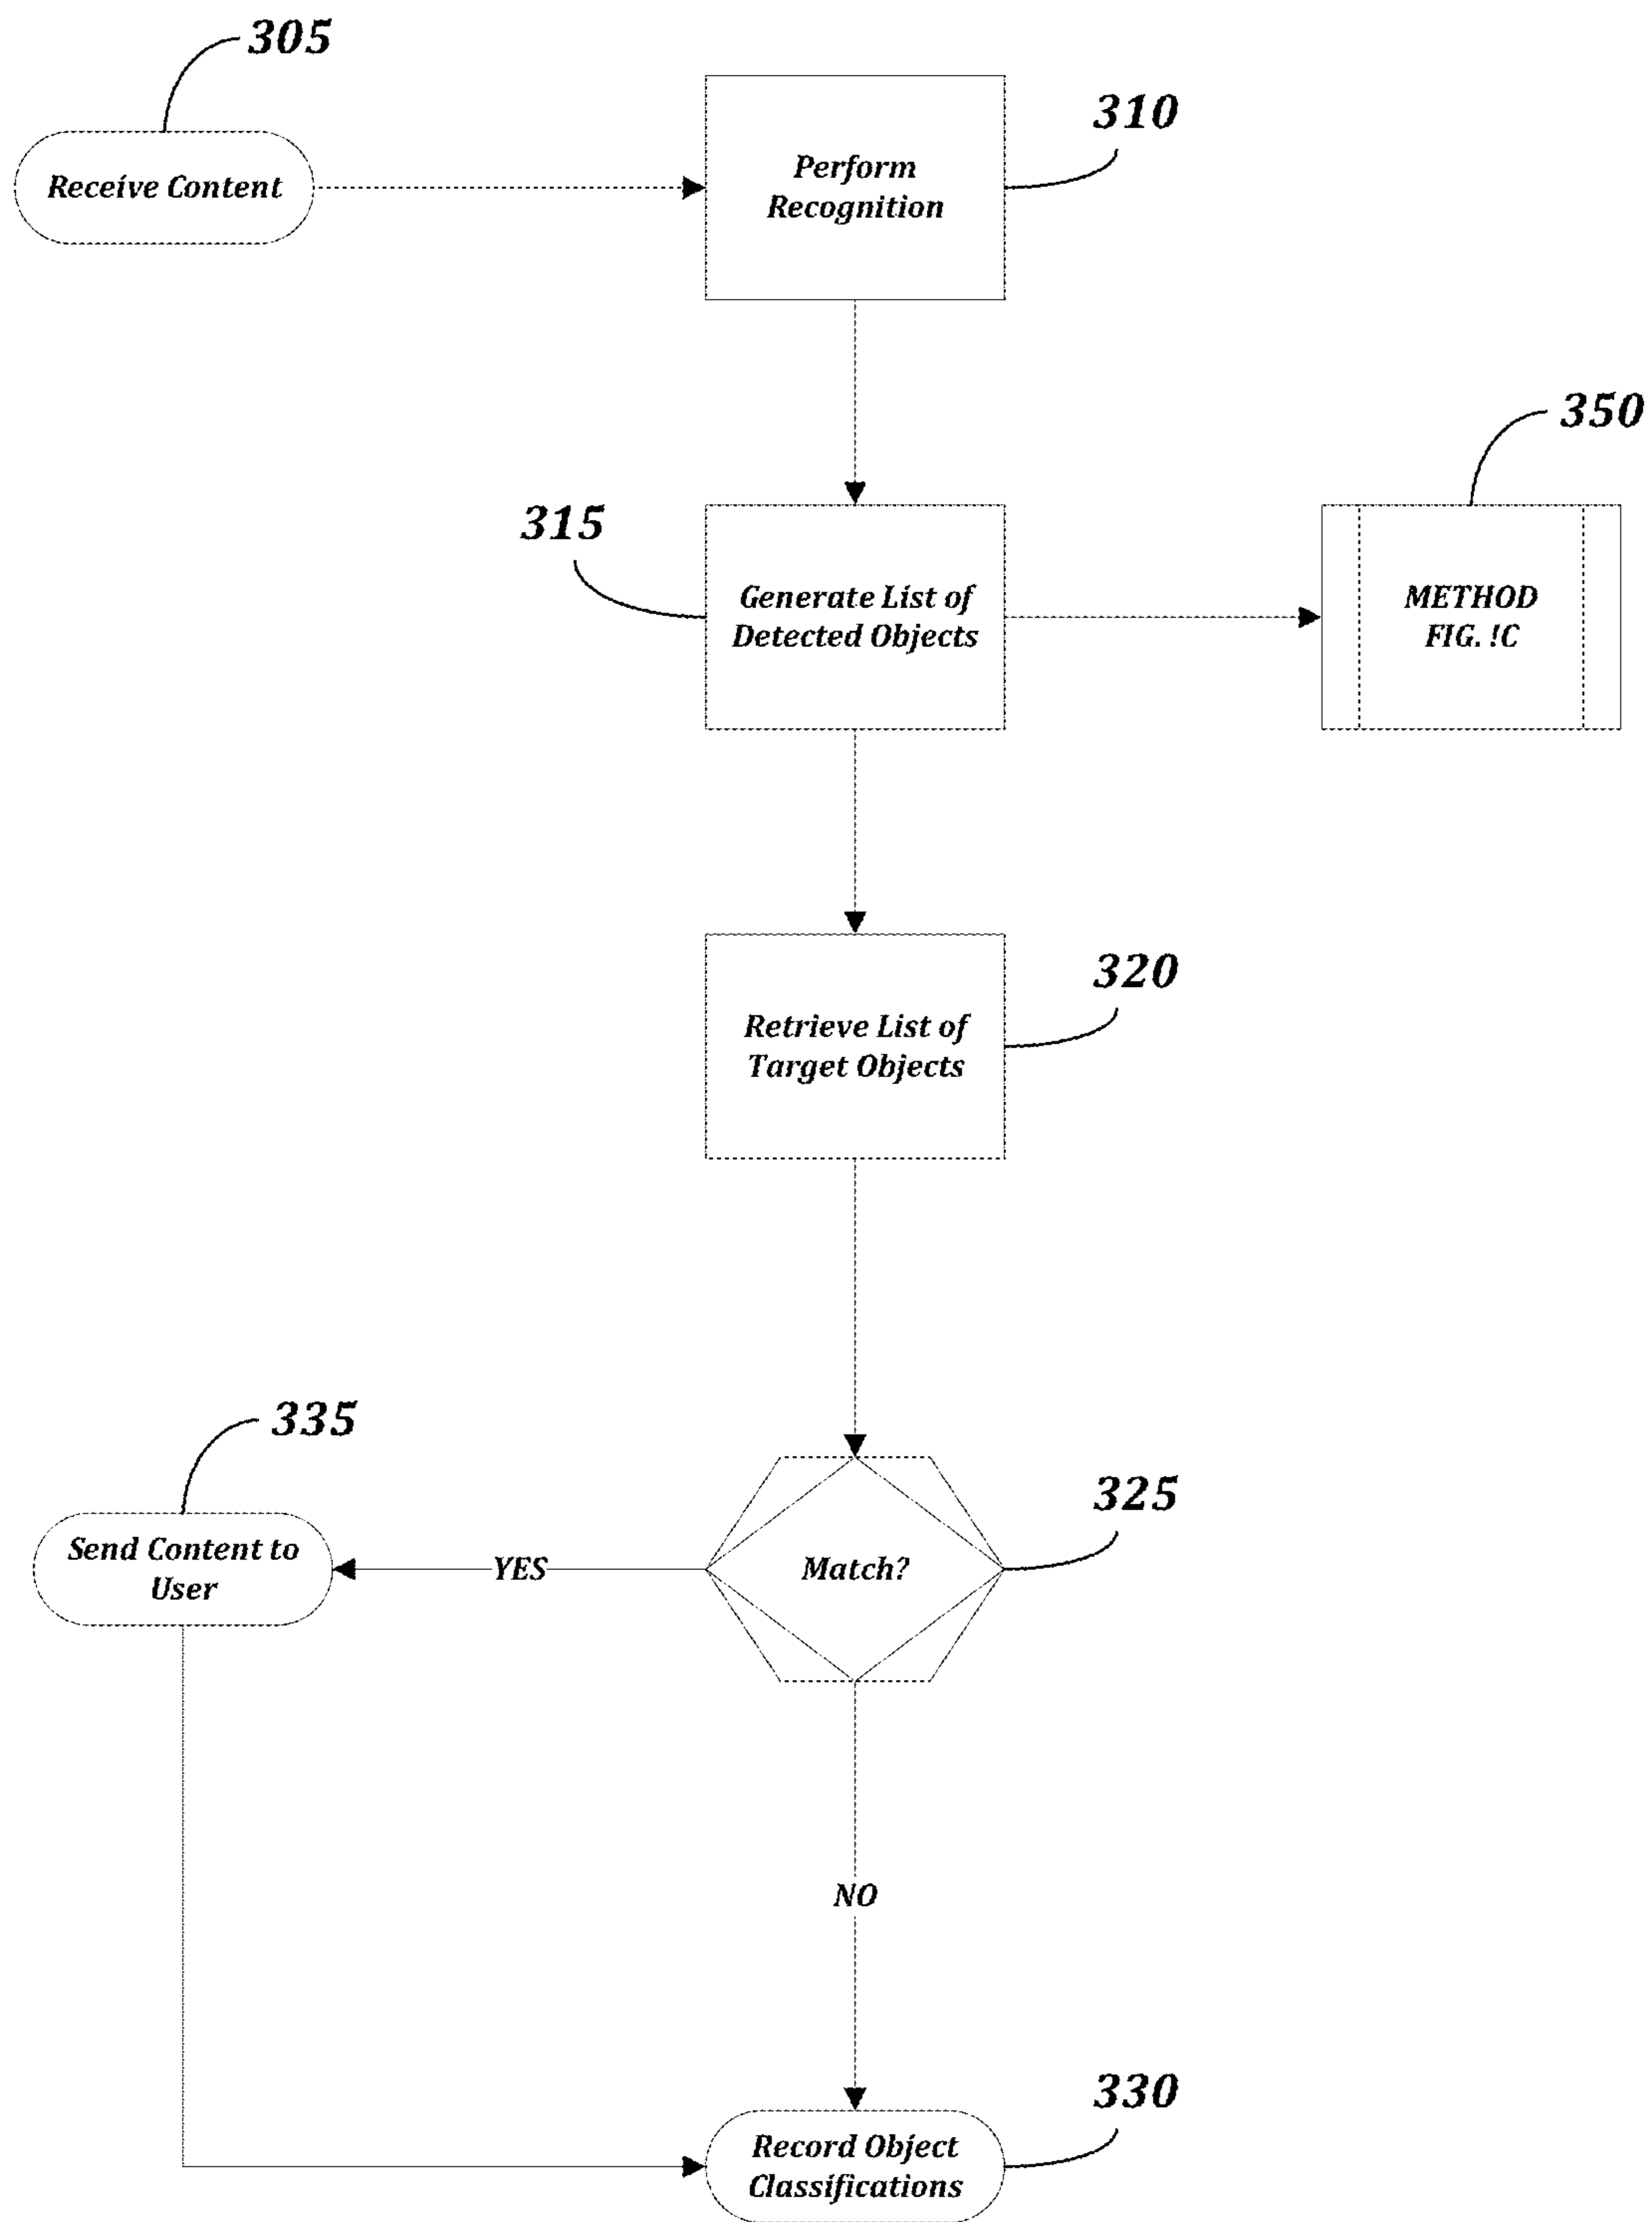 305
310
Receive Content
Perform
Recognition
350
315
Generate List of
Detected Objects
METHOD
FIG. !C
320
Retrieve List of
Target Objects
335
325
Send Content to
User
YES
Match?
NO
330
Record Object
Classifications